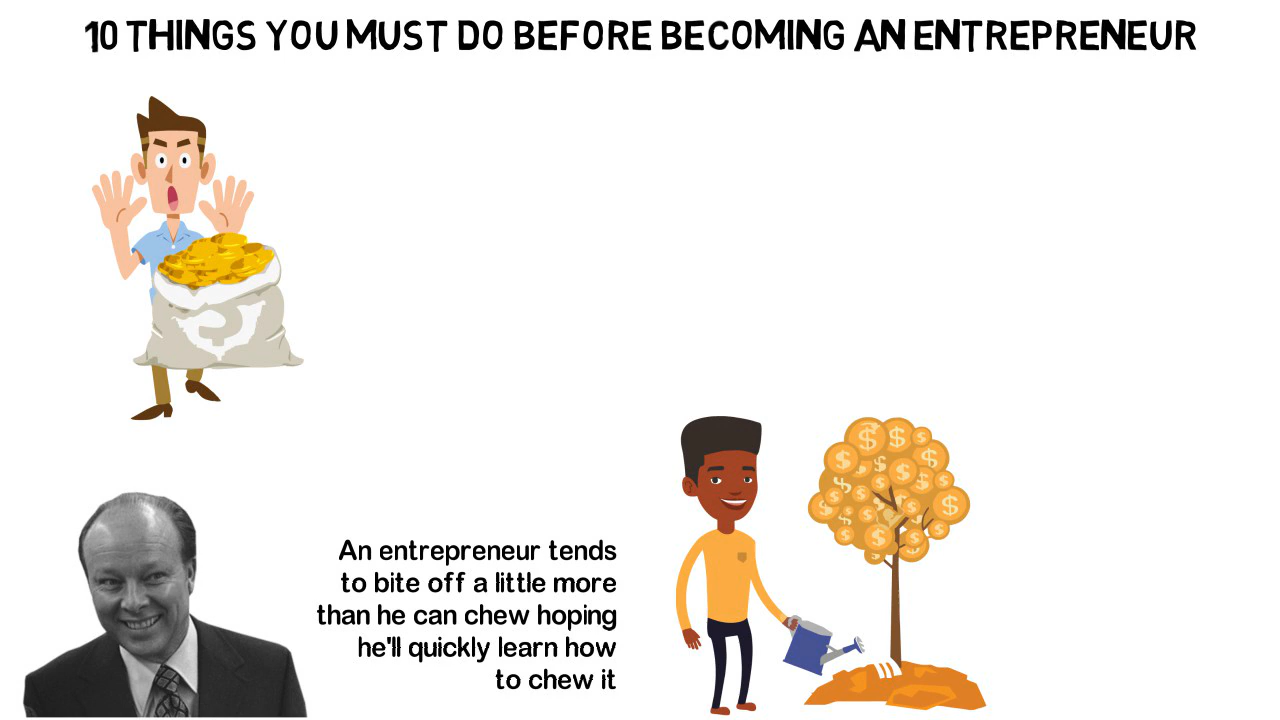 10 THINGS YOU MUST DO BEFORE BECOMING AN ENTREPRENEUR
An entrepreneur tends
to bite off a little more
than he can chew hoping
he'll quickly learn how
to chew it